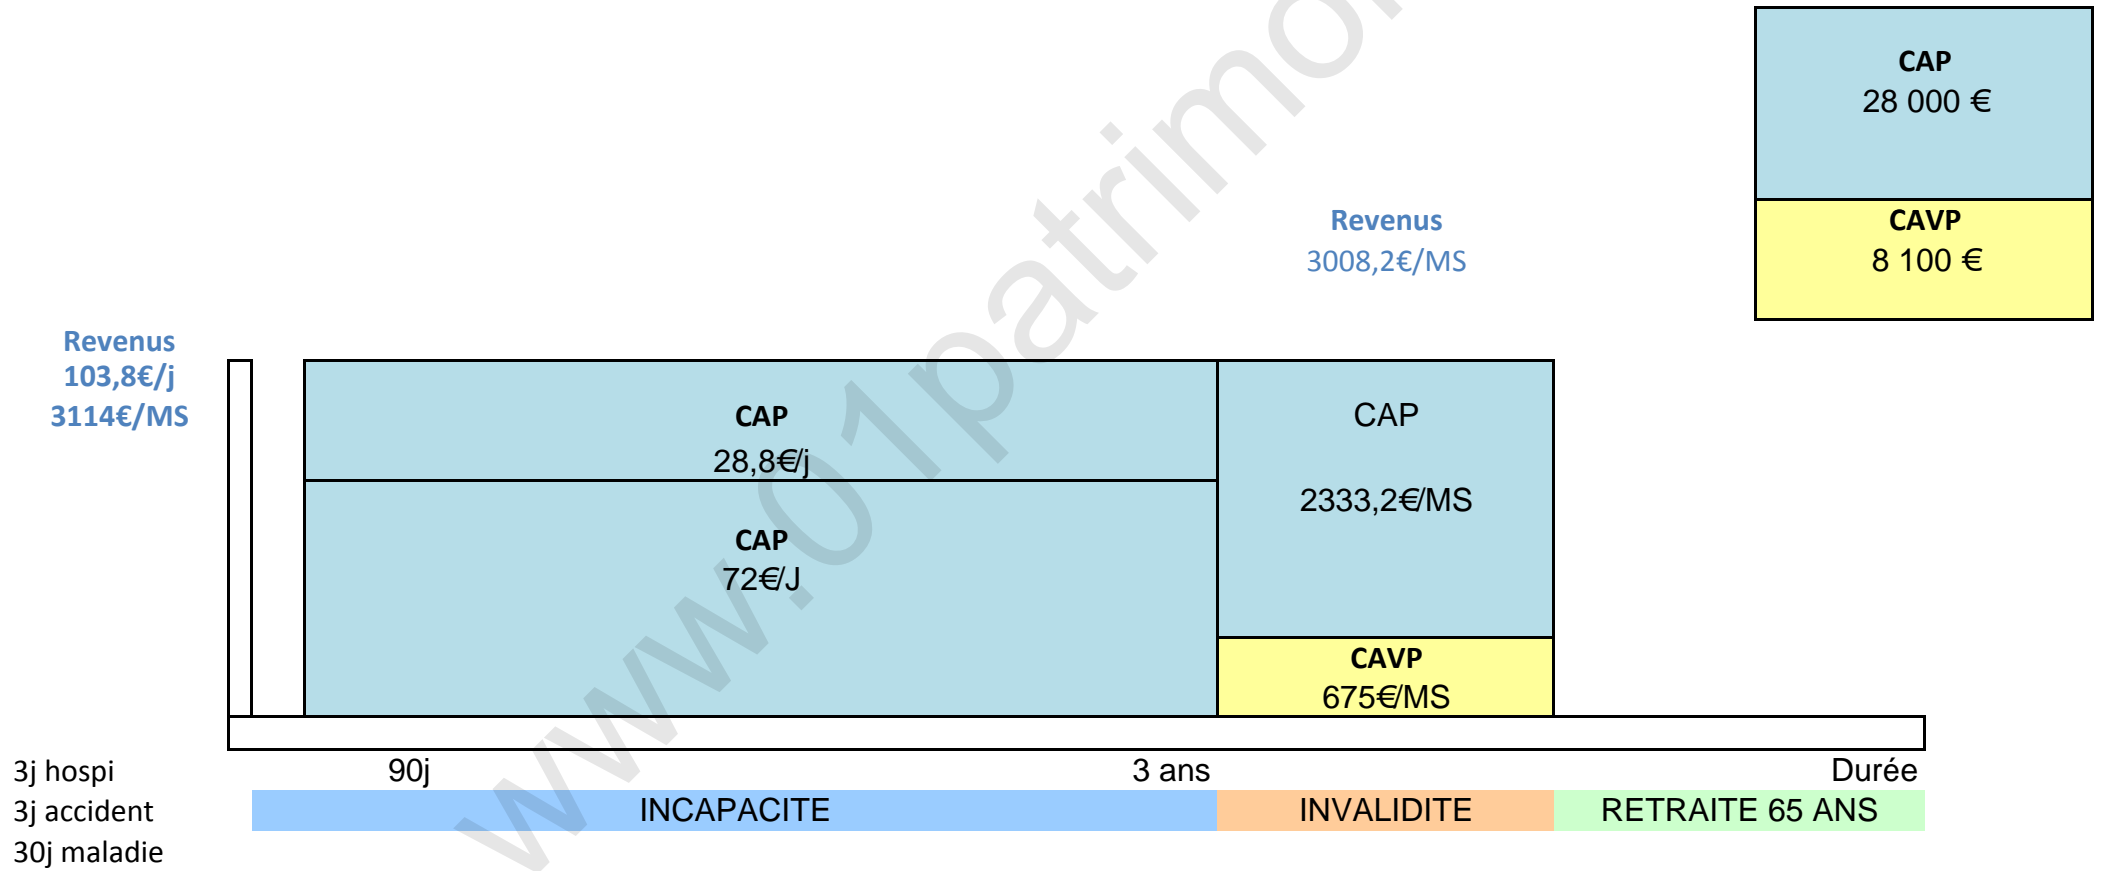 CAP
28 000 €
CAVP
8 100 €
Revenus
3008,2€/MS
Revenus
103,8€/j
3114€/MS
CAP
28,8€/j
CAP
72€/J
CAP
2333,2€/MS
CAVP
675€/MS
3j hospi
90j
3 ans
Durée
3j accident
INCAPACITE
INVALIDITE
RETRAITE 65 ANS
30j maladie
www.01patrimo